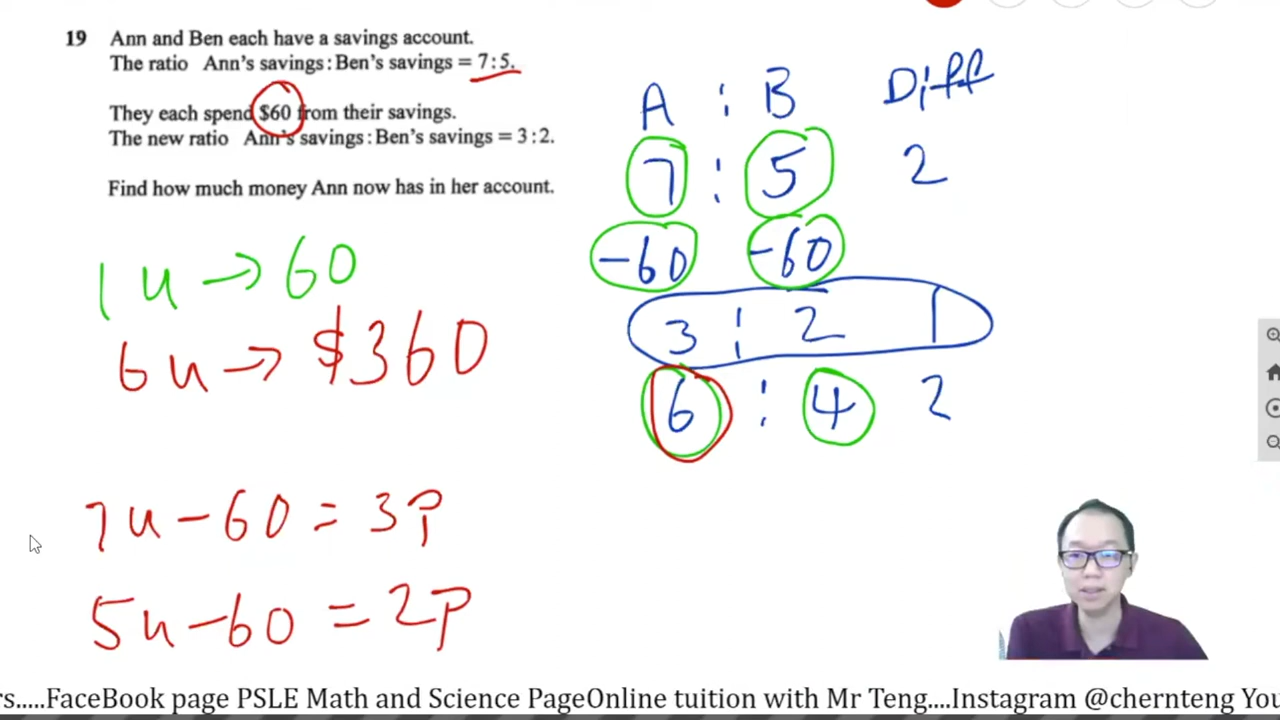 19 Ann and Ben each have a savings account.
The ratio Ann's savings : Ben's savings = 7 : 5.
They each spend $60 from their savings.
The new ratio Ann's savings : Ben's savings = 3 : 2.
Find how much money Ann now has in her account.
A : B Diff
7 : 5 2
-60 -60
3 : 2 1
6 : 4 2
1u → 60
6u → $360
7u - 60 = 3P
5u - 60 = 2P
rs.....FaceBook page PSLE Math and Science PageOnline tuition with Mr Teng....Instagram @chernteng You